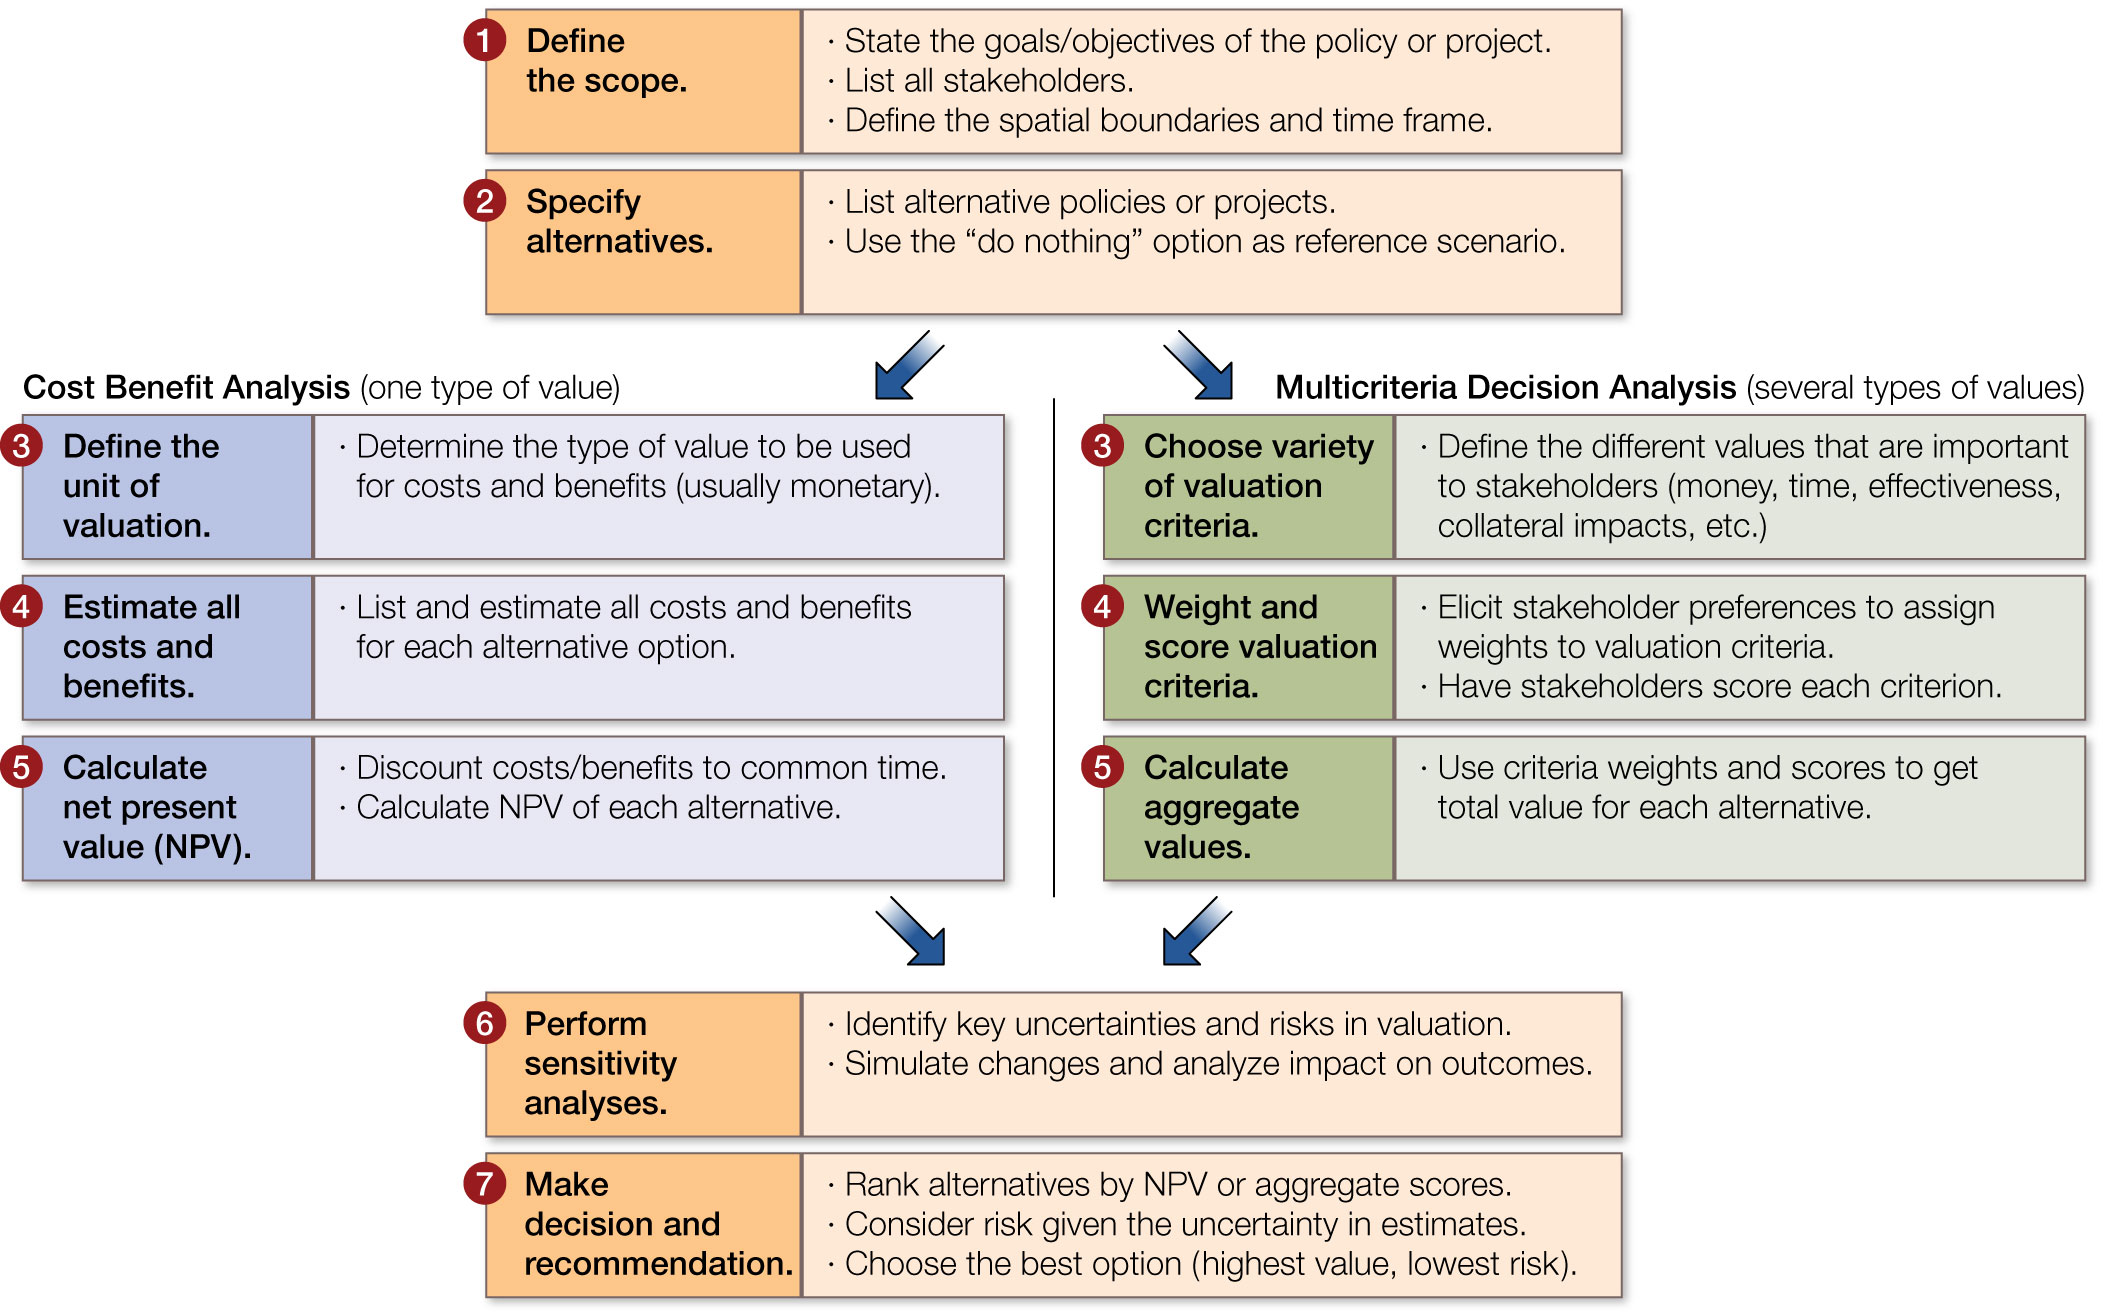 1 Define
the scope.
· State the goals/objectives of the policy or project.
· List all stakeholders.
· Define the spatial boundaries and time frame.
2 Specify
alternatives.
· List alternative policies or projects.
· Use the “do nothing” option as reference scenario.
Cost Benefit Analysis (one type of value)
3 Define the
unit of
valuation.
· Determine the type of value to be used
for costs and benefits (usually monetary).
4 Estimate all
costs and
benefits.
· List and estimate all costs and benefits
for each alternative option.
5 Calculate
net present
value (NPV).
· Discount costs/benefits to common time.
· Calculate NPV of each alternative.
Multicriteria Decision Analysis (several types of values)
3 Choose variety
of valuation
criteria.
· Define the different values that are important
to stakeholders (money, time, effectiveness,
collateral impacts, etc.)
4 Weight and
score valuation
criteria.
· Elicit stakeholder preferences to assign
weights to valuation criteria.
· Have stakeholders score each criterion.
5 Calculate
aggregate
values.
· Use criteria weights and scores to get
total value for each alternative.
6 Perform
sensitivity
analyses.
· Identify key uncertainties and risks in valuation.
· Simulate changes and analyze impact on outcomes.
7 Make
decision and
recommendation.
· Rank alternatives by NPV or aggregate scores.
· Consider risk given the uncertainty in estimates.
· Choose the best option (highest value, lowest risk).